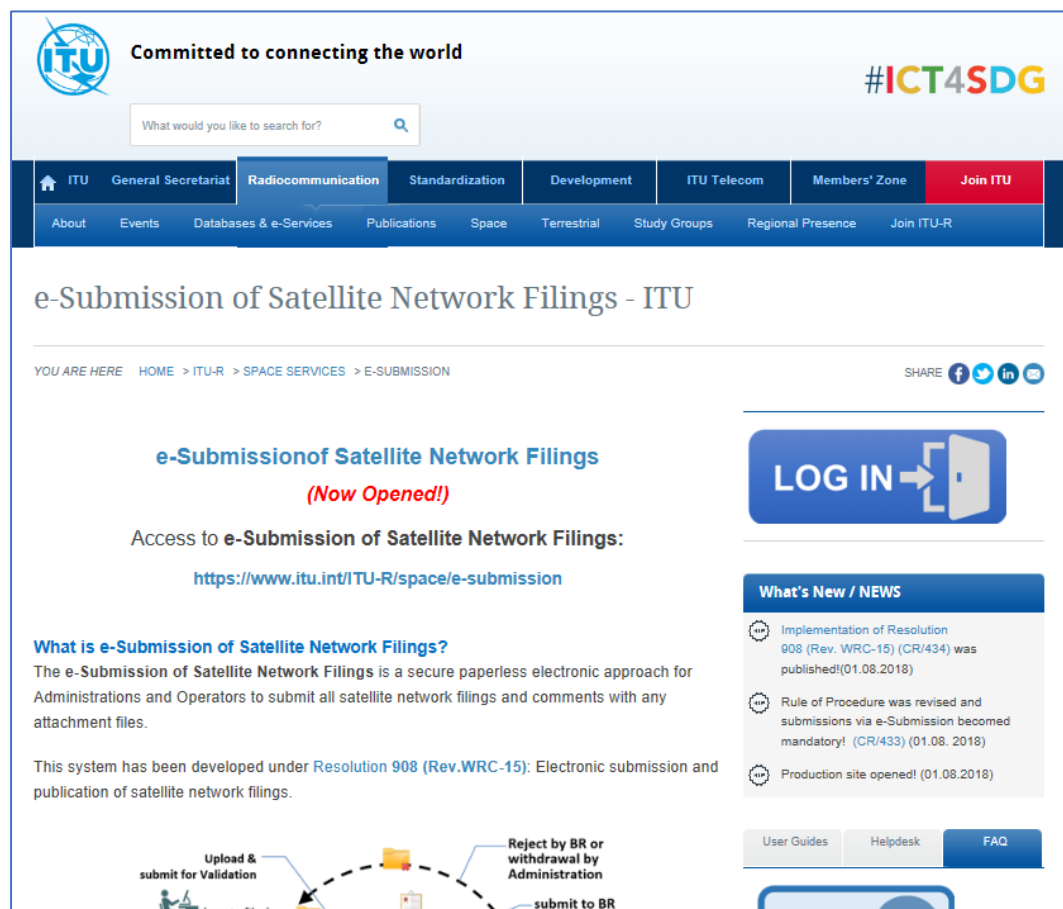 ITU
Committed to connecting the world
#ICT4SDG
What would you like to search for?
ITU General Secretariat Radiocommunication Standardization Development ITU Telecom Members' Zone Join ITU
About Events Databases & e-Services Publications Space Terrestrial Study Groups Regional Presence Join ITU-R
e-Submission of Satellite Network Filings - ITU
YOU ARE HERE HOME > ITU-R > SPACE SERVICES > E-SUBMISSION
SHARE
e-Submissionof Satellite Network Filings
(Now Opened!)
Access to e-Submission of Satellite Network Filings:
https://www.itu.int/ITU-R/space/e-submission
What is e-Submission of Satellite Network Filings?
The e-Submission of Satellite Network Filings is a secure paperless electronic approach for
Administrations and Operators to submit all satellite network filings and comments with any
attachment files.
This system has been developed under Resolution 908 (Rev.WRC-15): Electronic submission and
publication of satellite network filings.
Upload &
submit for Validation
Reject by BR or
withdrawal by
Administration
submit to BR
LOG IN
What's New / NEWS
Implementation of Resolution
908 (Rev. WRC-15) (CR/434) was
published!(01.08.2018)
Rule of Procedure was revised and
submissions via e-Submission becomed
mandatory! (CR/433) (01.08. 2018)
Production site opened! (01.08.2018)
User Guides Helpdesk FAQ